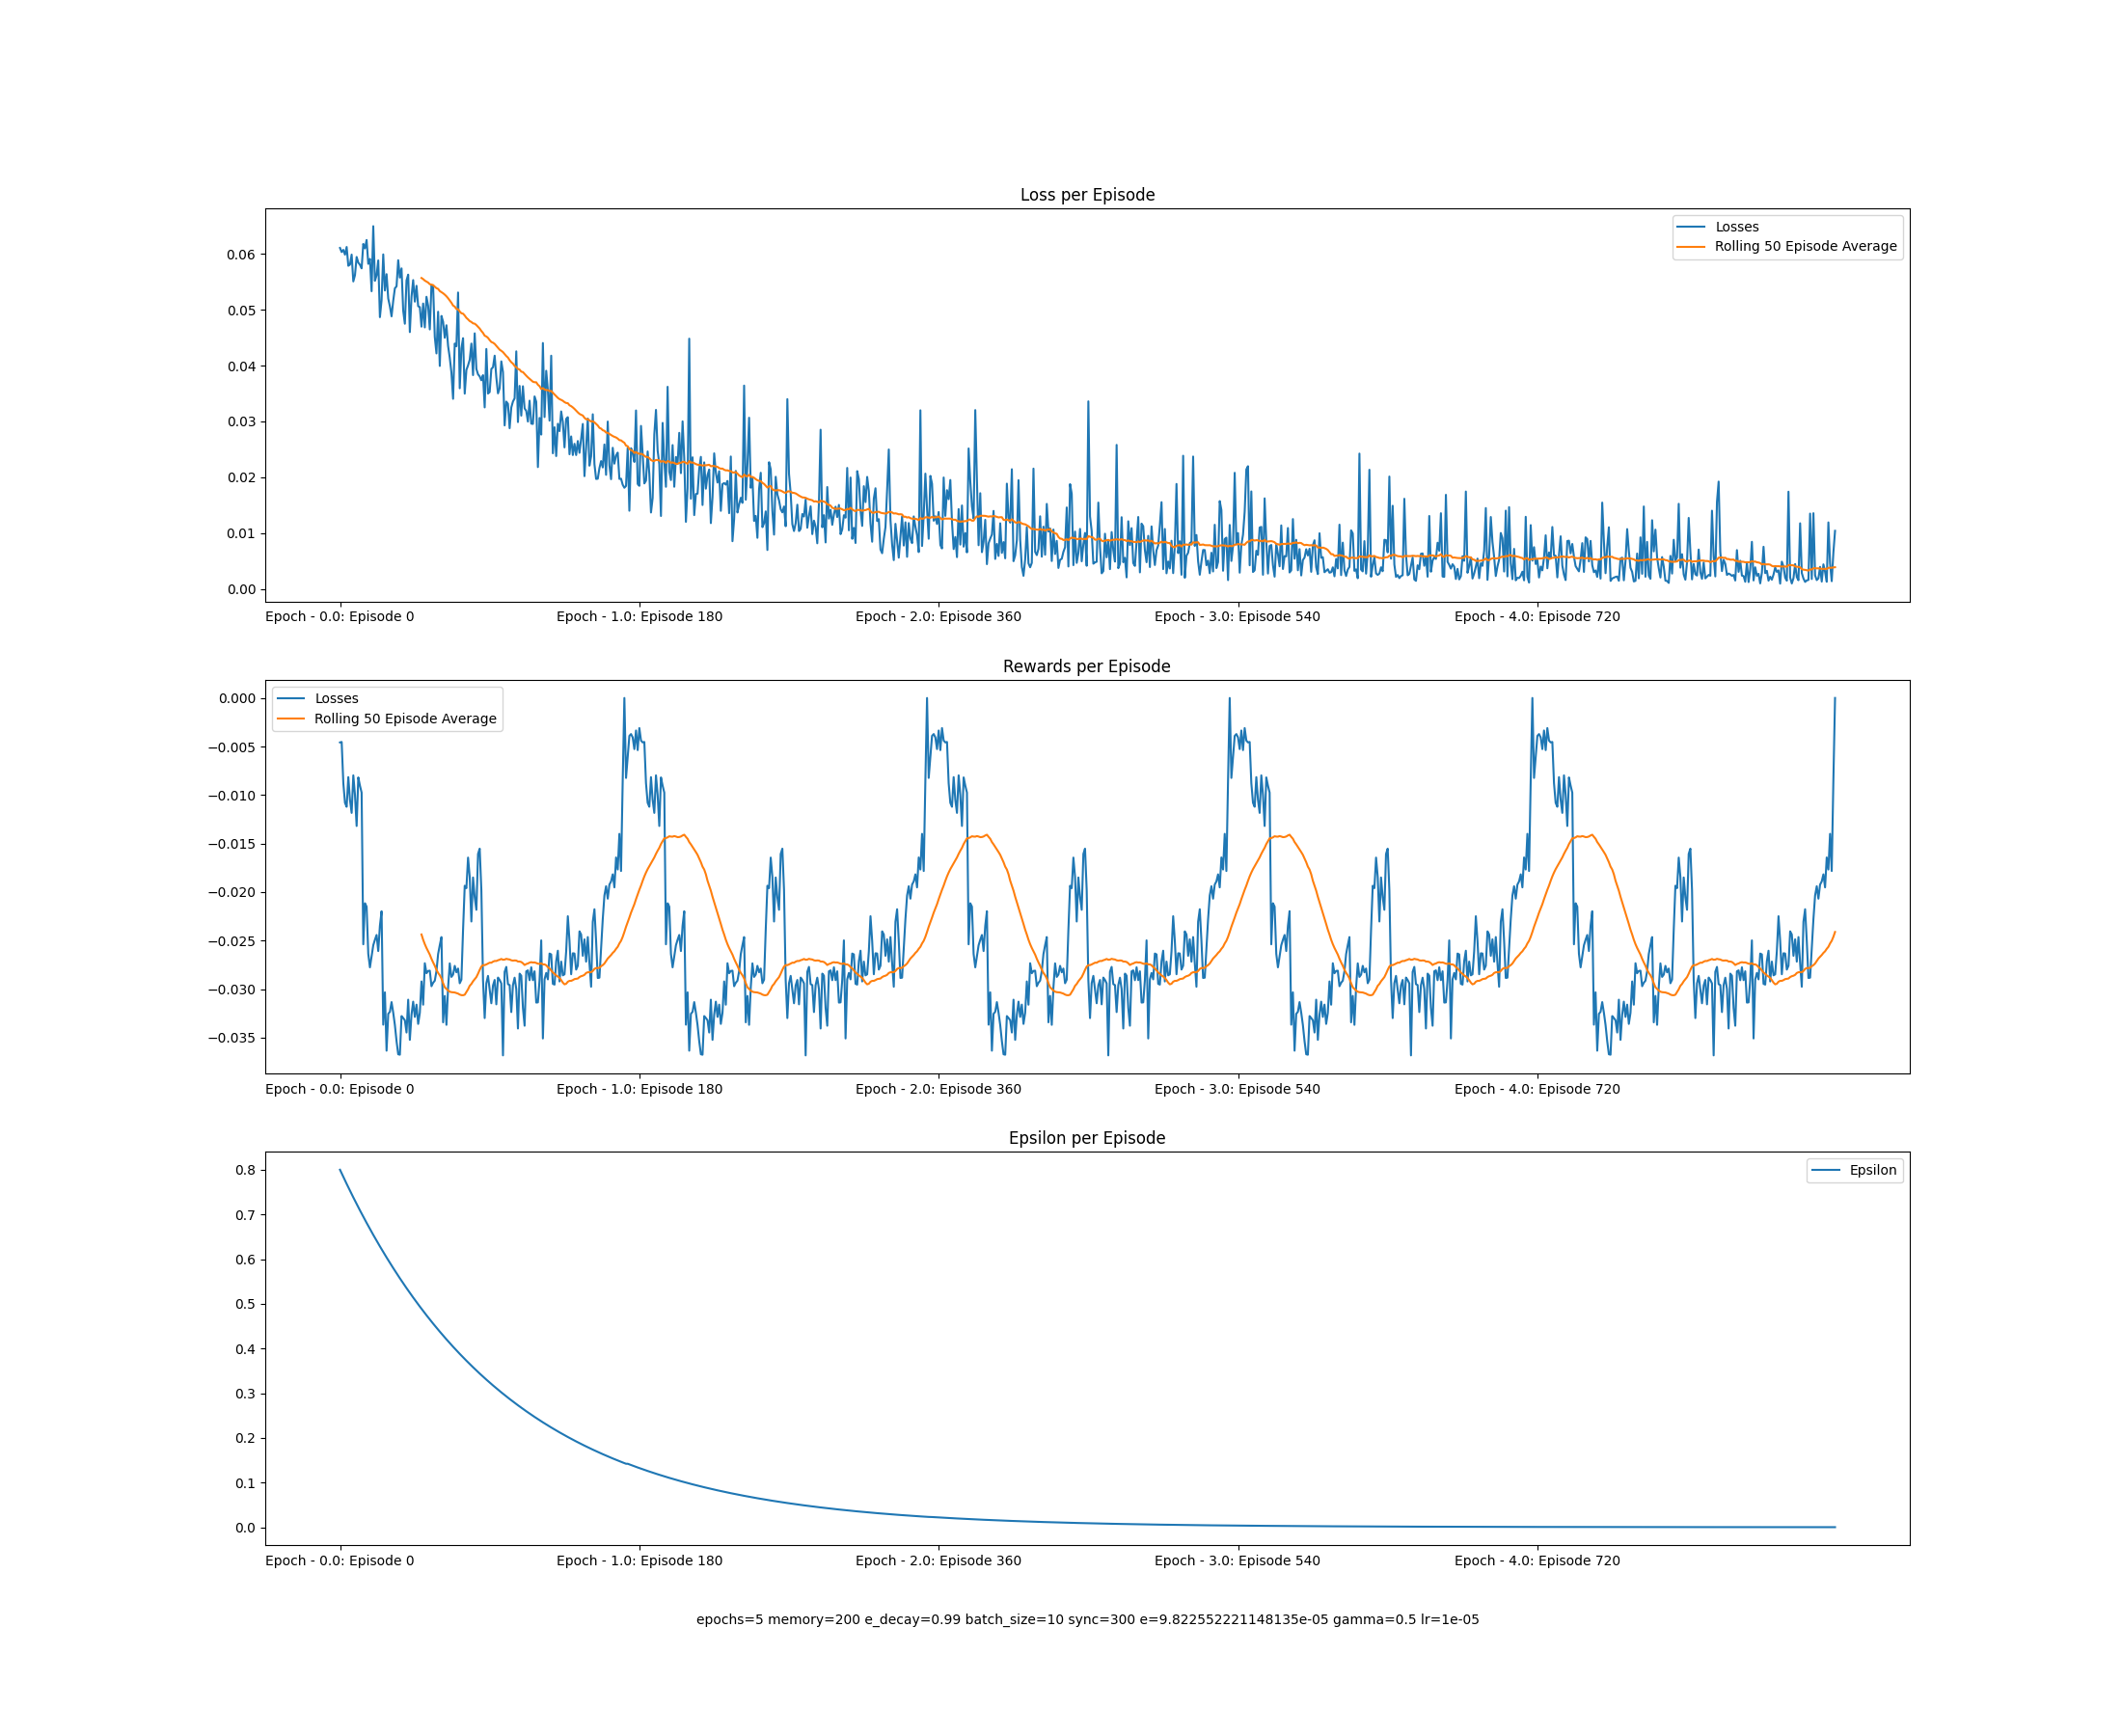 Loss per Episode
Losses
Rolling 50 Episode Average
0.06
0.05
0.04
0.03
0.02
0.01
0.00
Epoch - 0.0: Episode 0 Epoch - 1.0: Episode 180 Epoch - 2.0: Episode 360 Epoch - 3.0: Episode 540 Epoch - 4.0: Episode 720
Rewards per Episode
Losses
Rolling 50 Episode Average
0.000
−0.005
−0.010
−0.015
−0.020
−0.025
−0.030
−0.035
Epoch - 0.0: Episode 0 Epoch - 1.0: Episode 180 Epoch - 2.0: Episode 360 Epoch - 3.0: Episode 540 Epoch - 4.0: Episode 720
Epsilon per Episode
Epsilon
0.8
0.7
0.6
0.5
0.4
0.3
0.2
0.1
0.0
Epoch - 0.0: Episode 0 Epoch - 1.0: Episode 180 Epoch - 2.0: Episode 360 Epoch - 3.0: Episode 540 Epoch - 4.0: Episode 720
epochs=5 memory=200 e_decay=0.99 batch_size=10 sync=300 e=9.822552221148135e-05 gamma=0.5 lr=1e-05